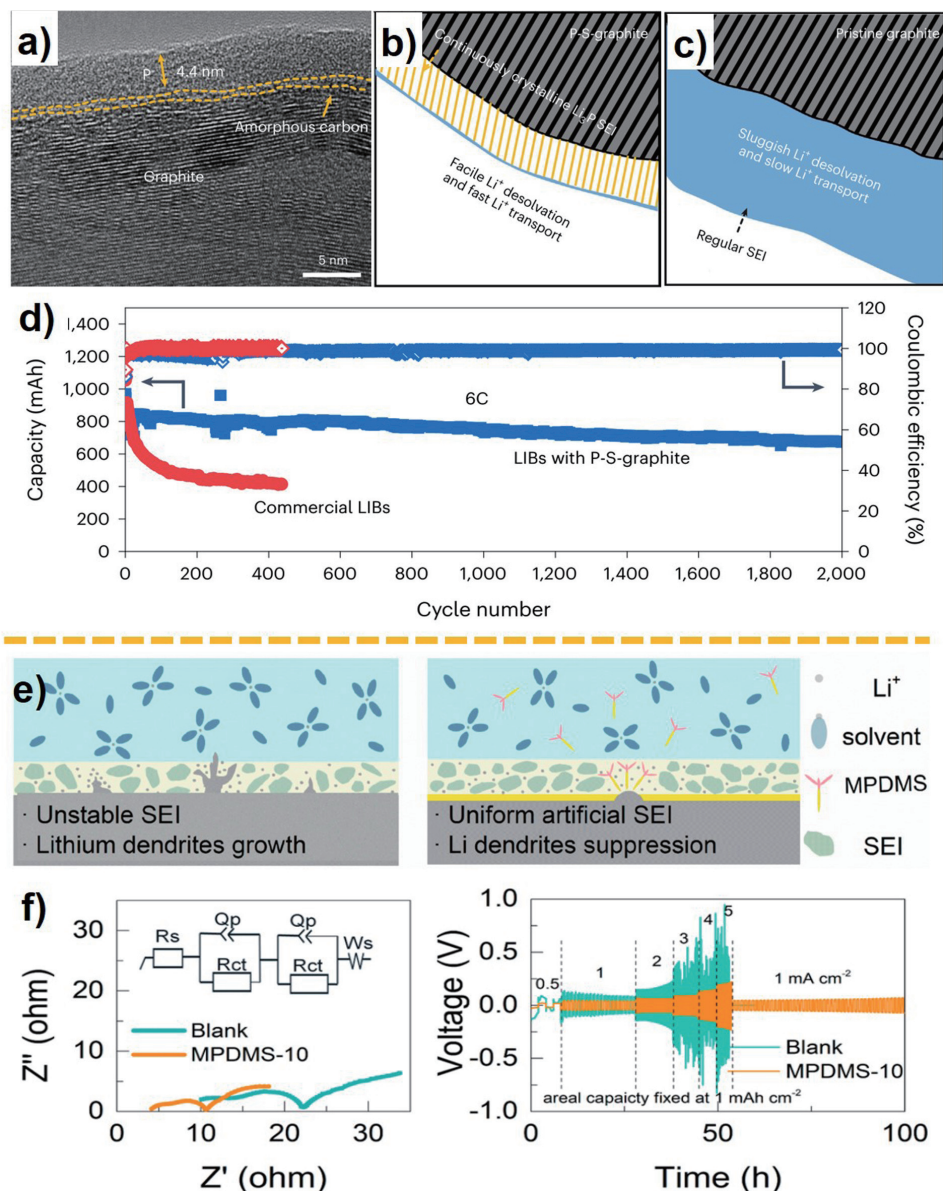 a)
P
4.4 nm
Amorphous carbon
Graphite
5 nm
b)
P-S-graphite
Continuously crystalline Li₃P SEI
Facile Li⁺ desolvation
and fast Li⁺ transport
c)
Pristine graphite
Sluggish Li⁺ desolvation
and slow Li⁺ transport
Regular SEI
d)
1,400
1,200
1,000
800
600
400
200
0
Capacity (mAh)
120
100
80
60
40
20
0
Coulombic efficiency (%)
6C
LIBs with P-S-graphite
Commercial LIBs
0 200 400 600 800 1,000 1,200 1,400 1,600 1,800 2,000
Cycle number
e)
· Unstable SEI
· Lithium dendrites growth
· Uniform artificial SEI
· Li dendrites suppression
Li⁺
solvent
MPDMS
SEI
f)
Z" (ohm)
30
20
10
0
Rs
Qp
Rct
Qp
Rct
Ws
Blank
MPDMS-10
0 10 20 30
Z' (ohm)
Voltage (V)
1.0
0.5
0.0
-0.5
-1.0
0.5
1
2
3
4
5
1 mA cm⁻²
Blank
MPDMS-10
areal capaicty fixed at 1 mAh cm⁻²
0 50 100
Time (h)